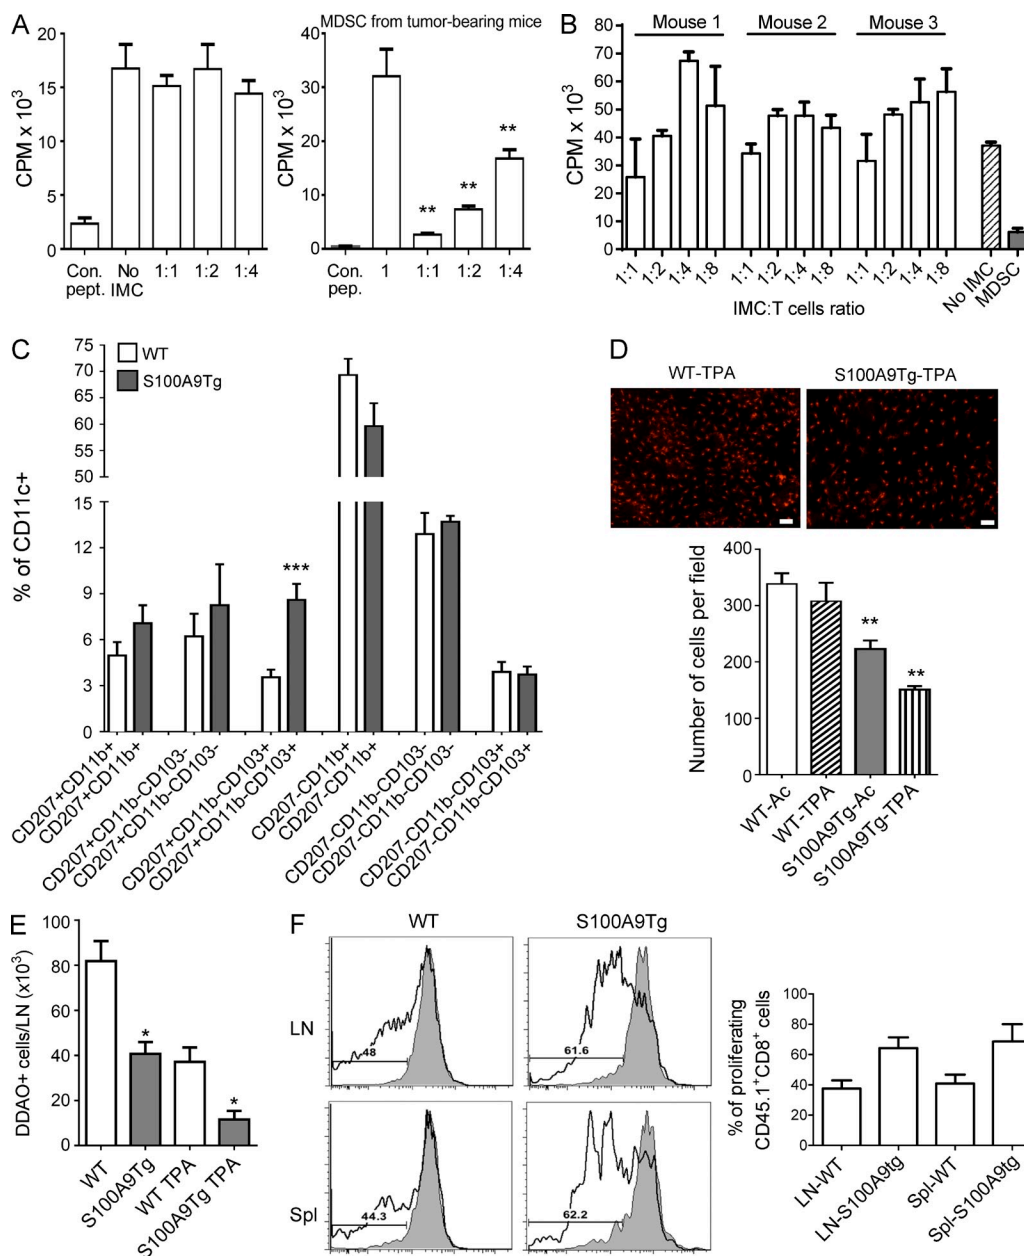 A
MDSC from tumor-bearing mice
CPM x 10³
20
15
10
5
0
Con. pept.
No IMC
1:1
1:2
1:4
CPM x 10³
40
30
20
10
0
**
**
**
Con. pep.
1
1:1
1:2
1:4
B
Mouse 1
Mouse 2
Mouse 3
CPM x 10³
80
70
60
50
40
30
20
10
0
1:1
1:2
1:4
1:8
1:1
1:2
1:4
1:8
1:1
1:2
1:4
1:8
No IMC
MDSC
IMC:T cells ratio
C
WT
S100A9Tg
% of CD11c+
75
70
65
60
55
50
15
12
9
6
3
0
***
CD207+CD11b+
CD207+CD11b+
CD207+CD11b-CD103-
CD207+CD11b-CD103-
CD207+CD11b-CD103+
CD207+CD11b-CD103+
CD207-CD11b+
CD207-CD11b+
CD207-CD11b-CD103-
CD207-CD11b-CD103-
CD207-CD11b-CD103+
CD207-CD11b-CD103+
D
WT-TPA
S100A9Tg-TPA
Number of cells per field
400
300
200
100
0
**
**
WT-Ac
WT-TPA
S100A9Tg-Ac
S100A9Tg-TPA
E
DDAO+ cells/LN (x10³)
100
80
60
40
20
0
*
*
WT
S100A9Tg
WT TPA
S100A9Tg TPA
F
WT
S100A9Tg
LN
48
61.6
Spl
44.3
62.2
% of proliferating
CD45.1⁺CD8⁺ cells
100
80
60
40
20
0
LN-WT
LN-S100A9tg
Spl-WT
Spl-S100A9tg